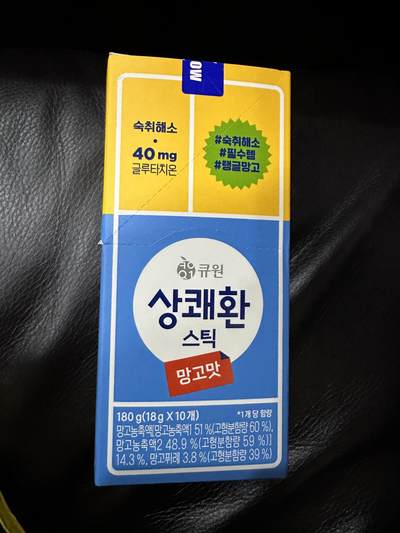 MO
숙취해소
•
40 mg
글루타치온
#숙취해소
#필수템
#탱글망고
큐원
상쾌환
스틱
망고맛
180 g(18 g X 10개) *1개 당 함량
망고농축액[망고농축액1 51 %(고형분함량 60 %),
망고농축액2 48.9 %(고형분함량 59 %)]
14.3 %, 망고퓌레 3.8 %(고형분함량 39 %)